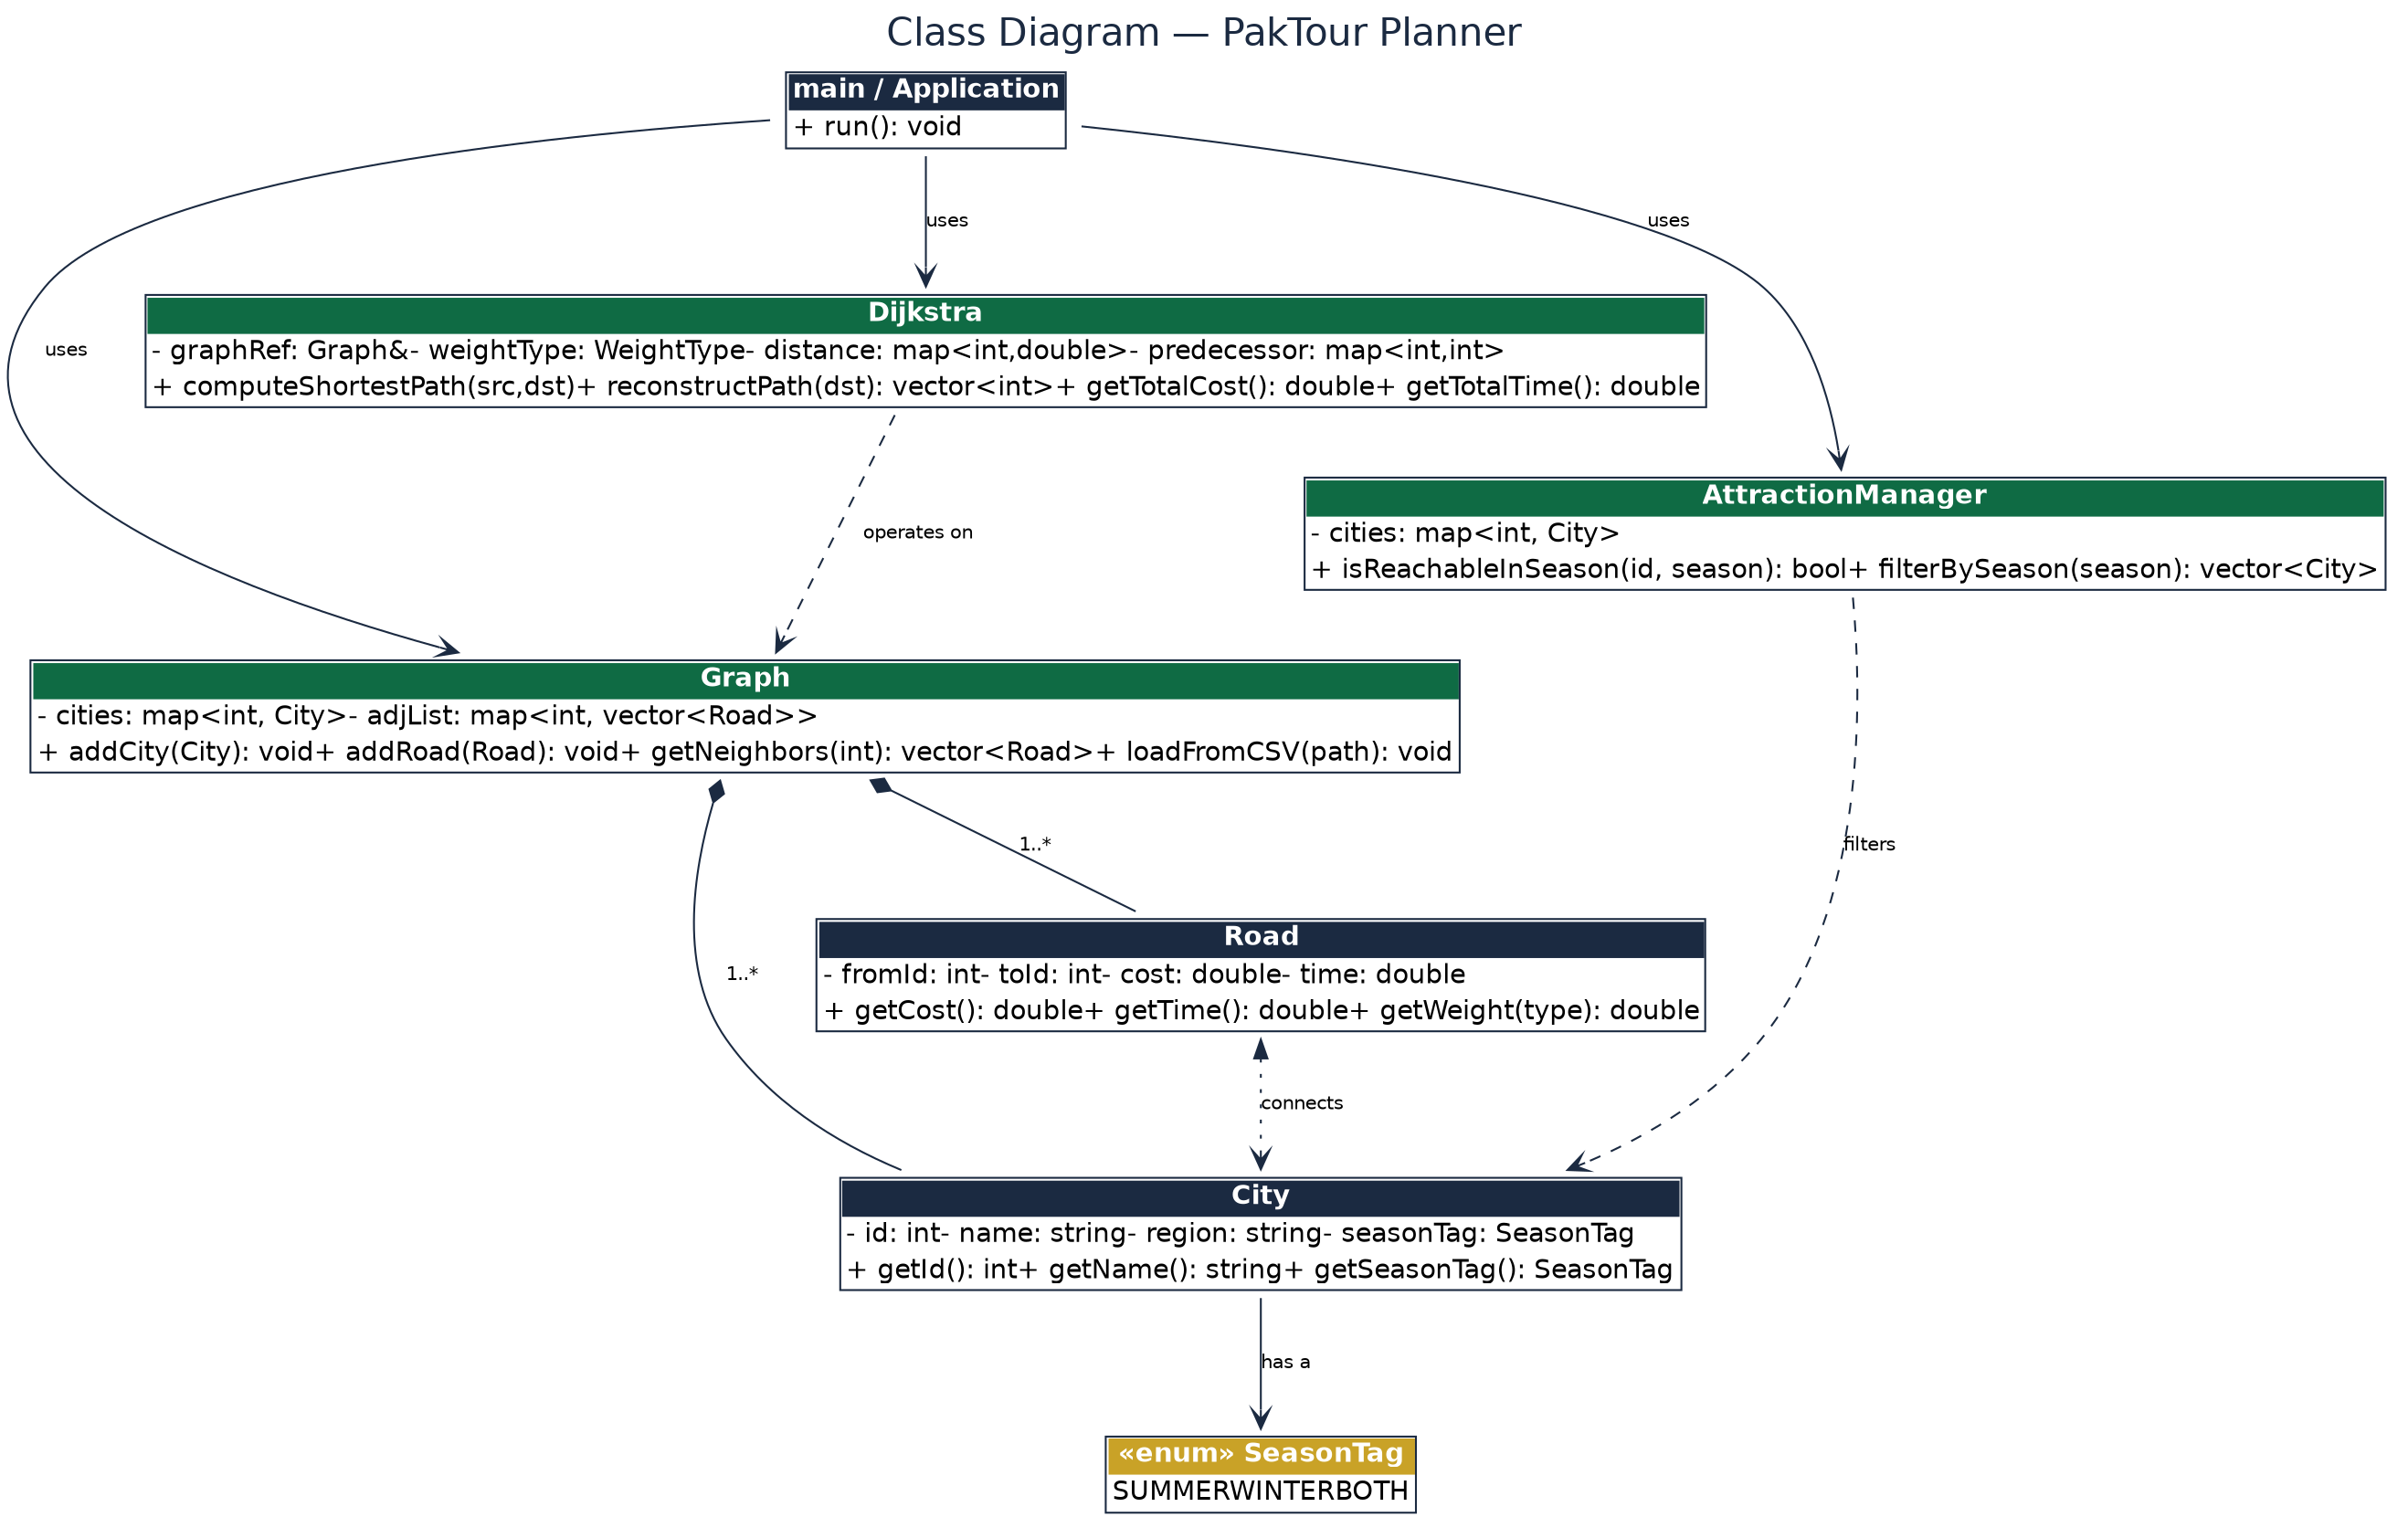 Class Diagram — PakTour Planner
main / Application
+ run(): void
uses
uses
uses
Dijkstra
- graphRef: Graph&- weightType: WeightType- distance: map<int,double>- predecessor: map<int,int>
+ computeShortestPath(src,dst)+ reconstructPath(dst): vector<int>+ getTotalCost(): double+ getTotalTime(): double
AttractionManager
- cities: map<int, City>
+ isReachableInSeason(id, season): bool+ filterBySeason(season): vector<City>
operates on
Graph
- cities: map<int, City>- adjList: map<int, vector<Road>>
+ addCity(City): void+ addRoad(Road): void+ getNeighbors(int): vector<Road>+ loadFromCSV(path): void
1..*
filters
Road
- fromId: int- toId: int- cost: double- time: double
+ getCost(): double+ getTime(): double+ getWeight(type): double
1..*
connects
City
- id: int- name: string- region: string- seasonTag: SeasonTag
+ getId(): int+ getName(): string+ getSeasonTag(): SeasonTag
has a
«enum» SeasonTag
SUMMERWINTERBOTH